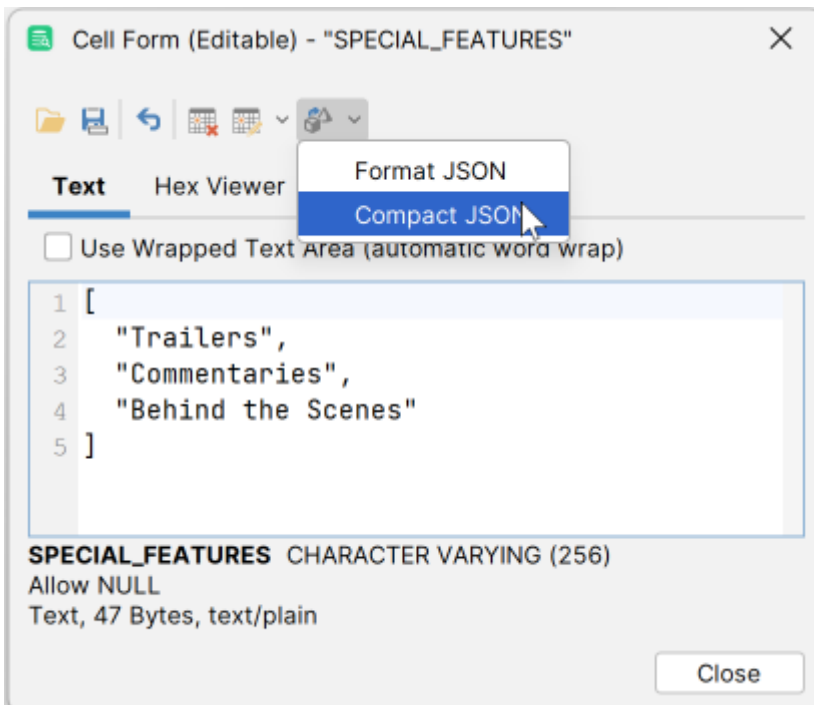 Cell Form (Editable) - "SPECIAL_FEATURES"
Format JSON
Text Hex Viewer
Compact JSON
Use Wrapped Text Area (automatic word wrap)
1 [
2 "Trailers",
3 "Commentaries",
4 "Behind the Scenes"
5 ]
SPECIAL_FEATURES CHARACTER VARYING (256)
Allow NULL
Text, 47 Bytes, text/plain
Close